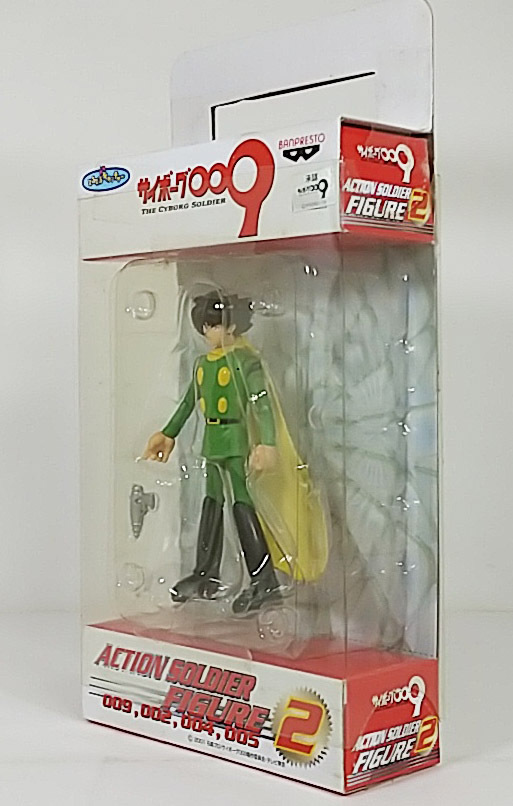 サイボーグ009
THE CYBORG SOLDIER
BANPRESTO
サイボーグ009
ACTION SOLDIER
FIGURE 2
ACTION SOLDIER
FIGURE 2
009,002,004,005
サイボーグ009
ACTION SOLDIER
FIGURE 2